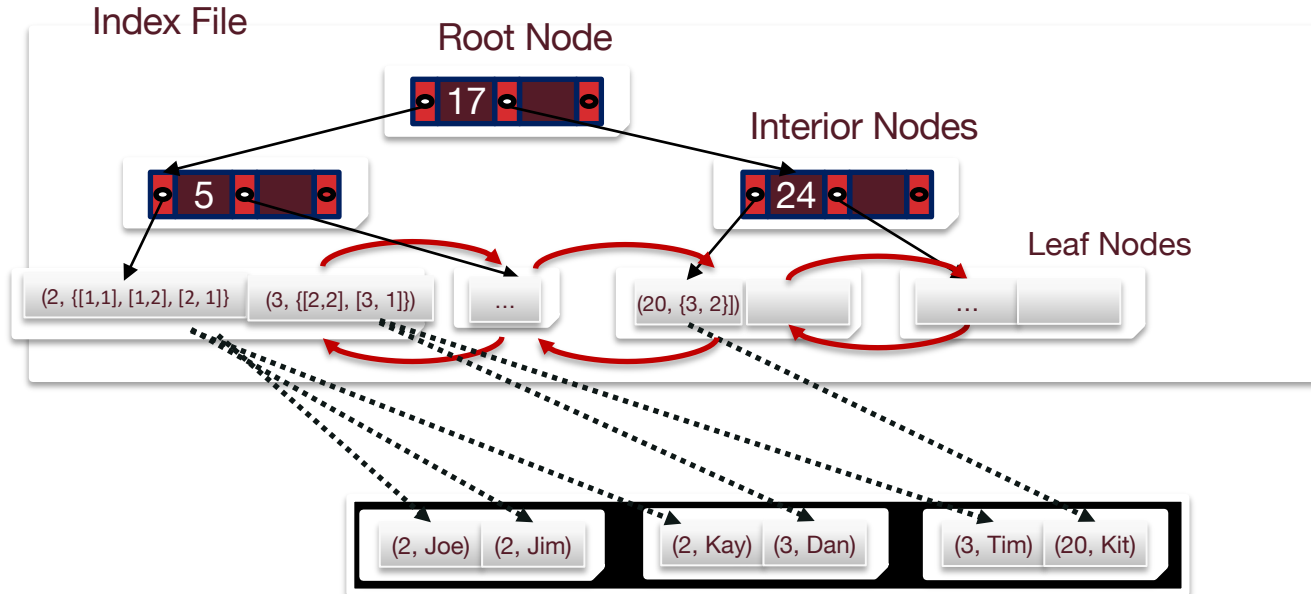 Index File
Root Node
17
Interior Nodes
5
24
Leaf Nodes
(2, {[1,1], [1,2], [2, 1]}
(3, {[2,2], [3, 1]})
...
(20, {3, 2}])
...
(2, Joe)
(2, Jim)
(2, Kay)
(3, Dan)
(3, Tim)
(20, Kit)